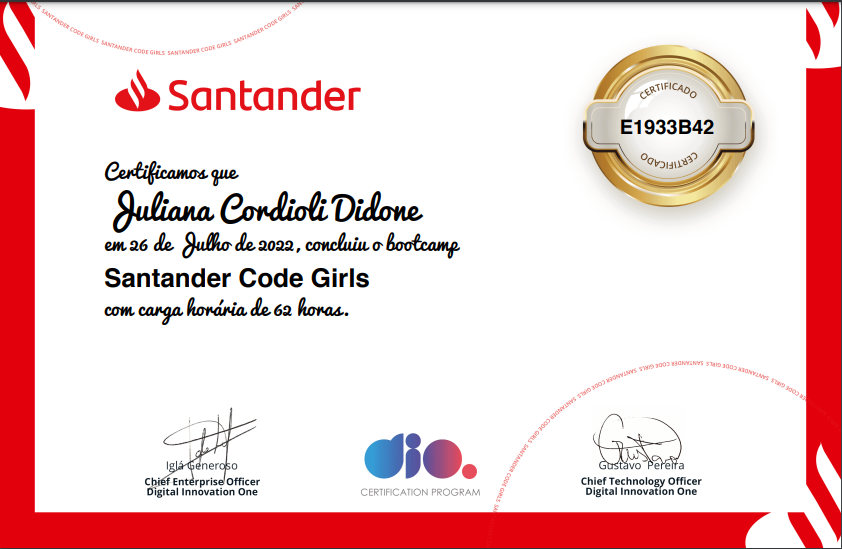 SANTANDER CODE GIRLS SANTANDER CODE GIRLS SANTANDER CODE GIRLS
Santander
CERTIFICADO
E1933B42
CERTIFICADO
Certificamos que
Juliana Cordioli Didone
em 26 de Julho de 2022, concluiu o bootcamp
Santander Code Girls
com carga horária de 62 horas.
SANTANDER CODE GIRLS SANTANDER CODE GIRLS SANTANDER CODE GIRLS
Iglá Generoso
Chief Enterprise Officer
Digital Innovation One
dio.
CERTIFICATION PROGRAM
Gustavo Pereira
Chief Technology Officer
Digital Innovation One